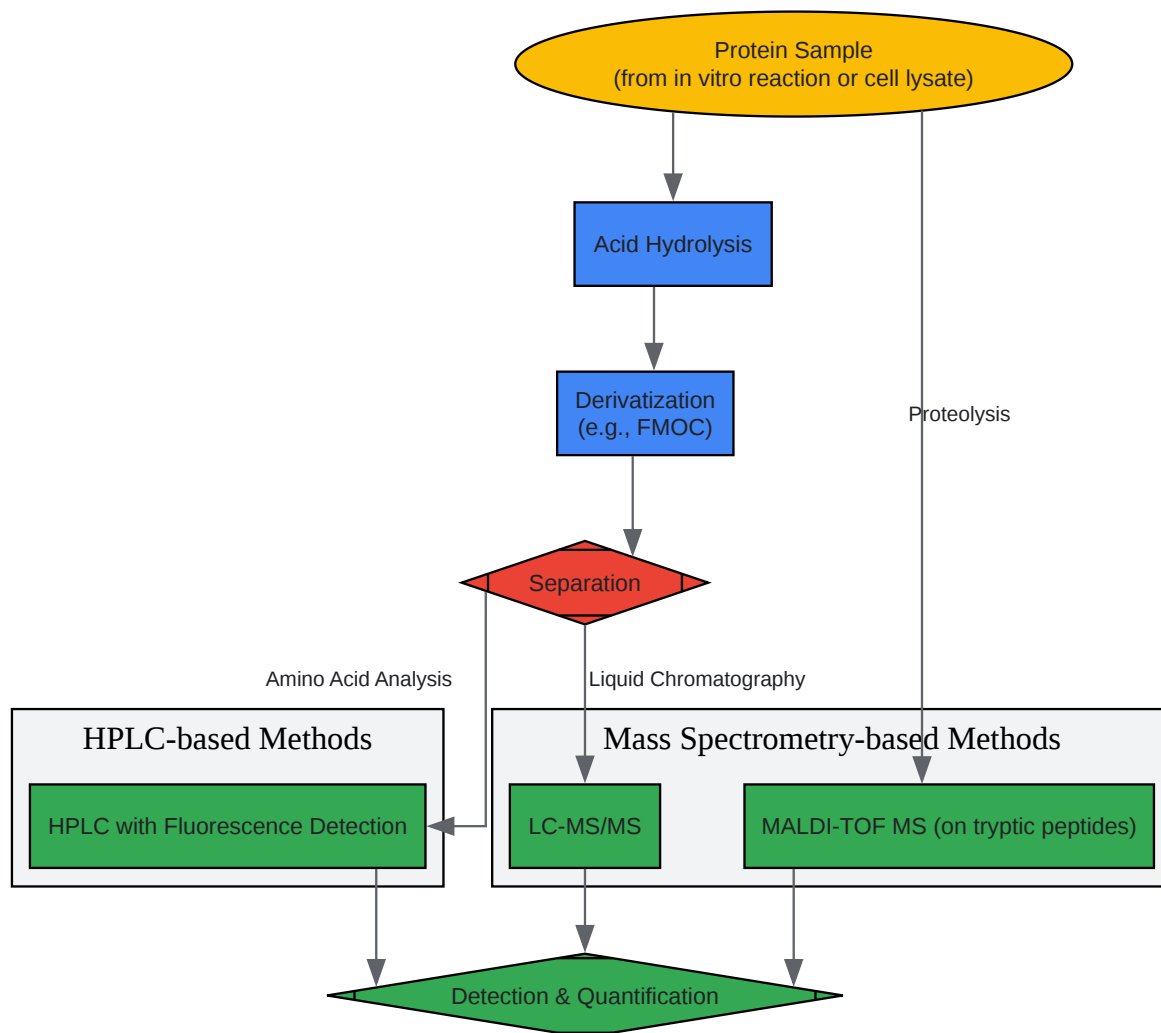 Protein Sample
(from in vitro reaction or cell lysate)
Acid Hydrolysis
Derivatization
(e.g., FMOC)
Proteolysis
Separation
Amino Acid Analysis
Liquid Chromatography
HPLC-based Methods
Mass Spectrometry-based Methods
HPLC with Fluorescence Detection
LC-MS/MS
MALDI-TOF MS (on tryptic peptides)
Detection & Quantification